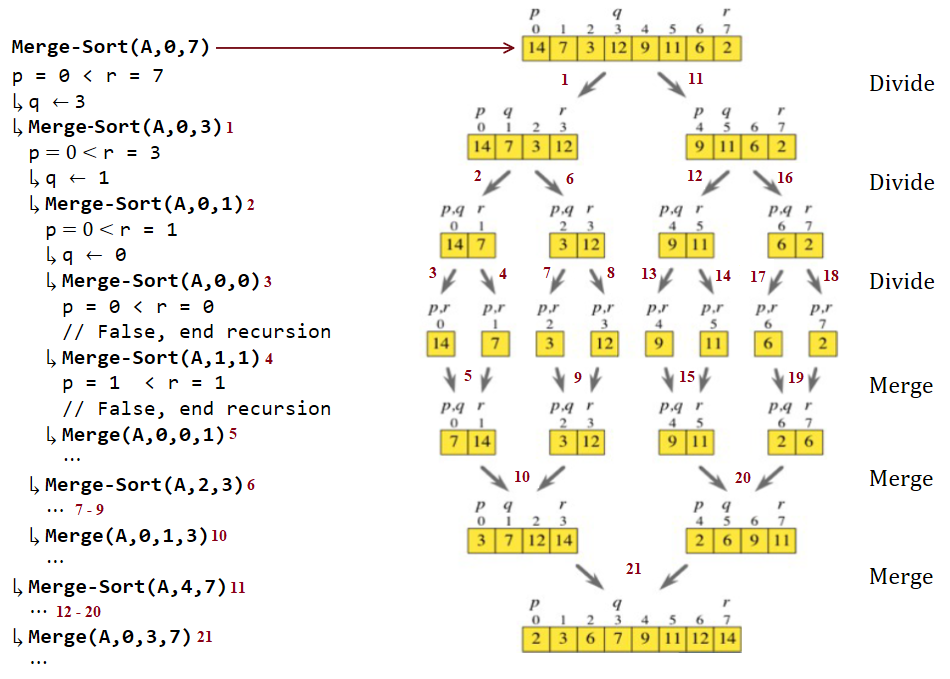 Merge-Sort(A,0,7)
p = 0 < r = 7
↳ q ← 3
↳ Merge-Sort(A,0,3) 1
p = 0 < r = 3
↳ q ← 1
↳ Merge-Sort(A,0,1) 2
p = 0 < r = 1
↳ q ← 0
↳ Merge-Sort(A,0,0) 3
p = 0 < r = 0
// False, end recursion
↳ Merge-Sort(A,1,1) 4
p = 1 < r = 1
// False, end recursion
↳ Merge(A,0,0,1) 5
...
↳ Merge-Sort(A,2,3) 6
... 7 - 9
↳ Merge(A,0,1,3) 10
...
↳ Merge-Sort(A,4,7) 11
... 12 - 20
↳ Merge(A,0,3,7) 21
...
p q r
0 1 2 3 4 5 6 7
14 7 3 12 9 11 6 2
1 11
Divide
p q r p q r
0 1 2 3 4 5 6 7
14 7 3 12 9 11 6 2
2 6 12 16
Divide
p,q r p,q r p,q r p,q r
0 1 2 3 4 5 6 7
14 7 3 12 9 11 6 2
3 4 7 8 13 14 17 18
Divide
p,r p,r p,r p,r p,r p,r p,r p,r
0 1 2 3 4 5 6 7
14 7 3 12 9 11 6 2
5 9 15 19
Merge
p,q r p,q r p,q r p,q r
0 1 2 3 4 5 6 7
7 14 3 12 9 11 2 6
10 20
Merge
p q r p q r
0 1 2 3 4 5 6 7
3 7 12 14 2 6 9 11
21
Merge
p q r
0 1 2 3 4 5 6 7
2 3 6 7 9 11 12 14